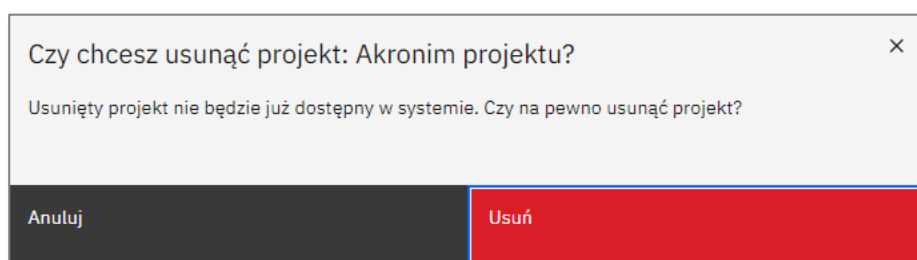 Czy chcesz usunąć projekt: Akronim projektu?
Usunięty projekt nie będzie już dostępny w systemie. Czy na pewno usunąć projekt?
Anuluj
Usuń